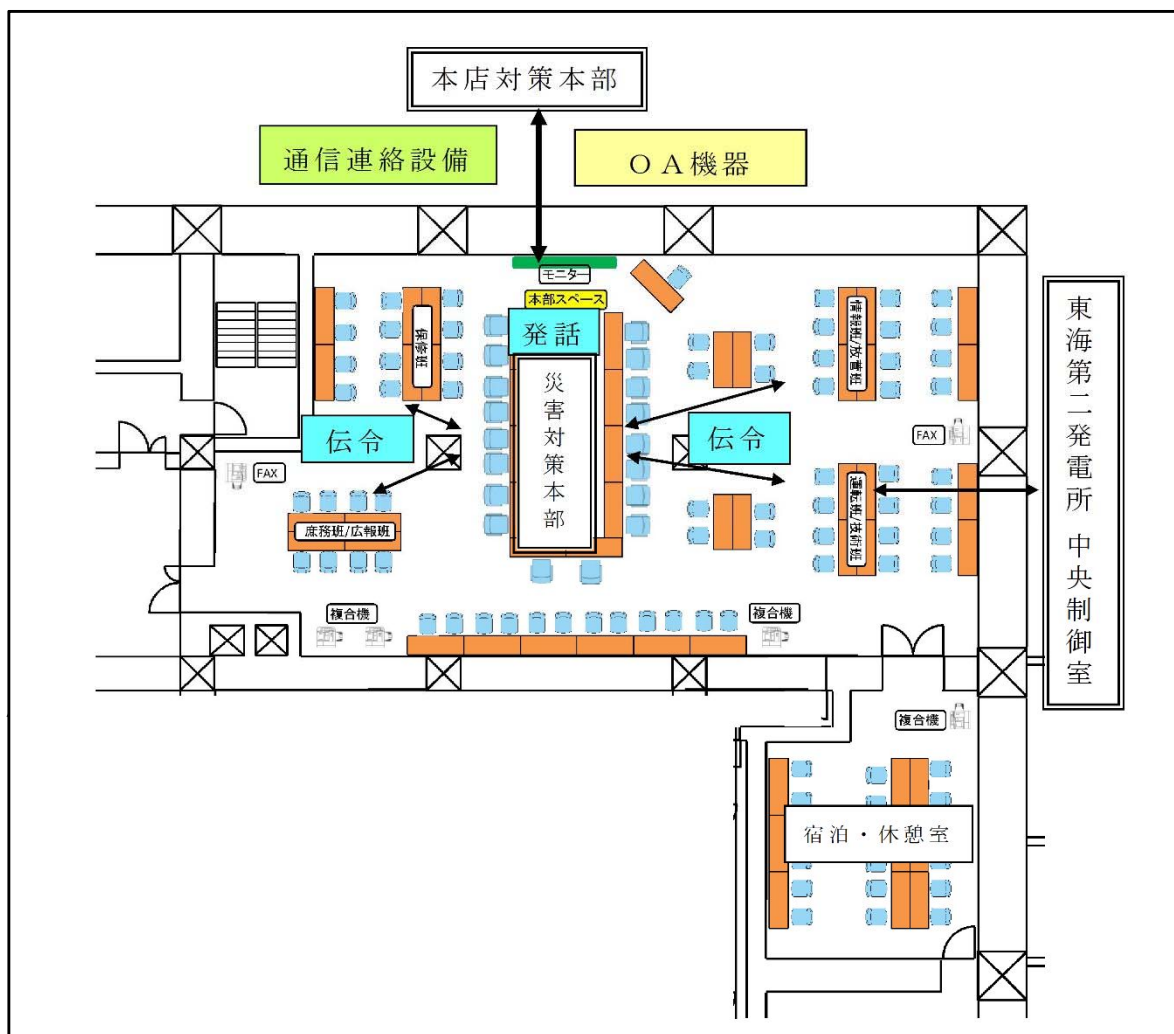 本店対策本部
通信連絡設備
OA機器
モニター
本部スペース
発話
災害対策本部
保修班
情報班/放管班
伝令
伝令
FAX
FAX
庶務班/広報班
運転班/技術班
東海第二発電所 中央制御室
複合機
複合機
複合機
宿泊・休憩室